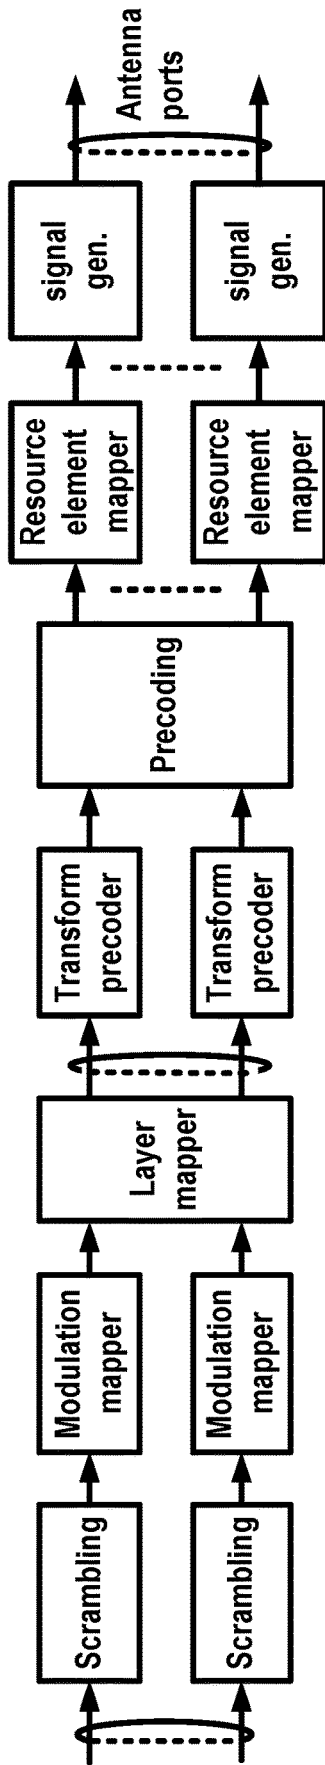 Scrambling
Scrambling
Modulation
mapper
Modulation
mapper
Layer
mapper
Transform
precoder
Transform
precoder
Precoding
Resource
element
mapper
Resource
element
mapper
signal
gen.
signal
gen.
Antenna
ports